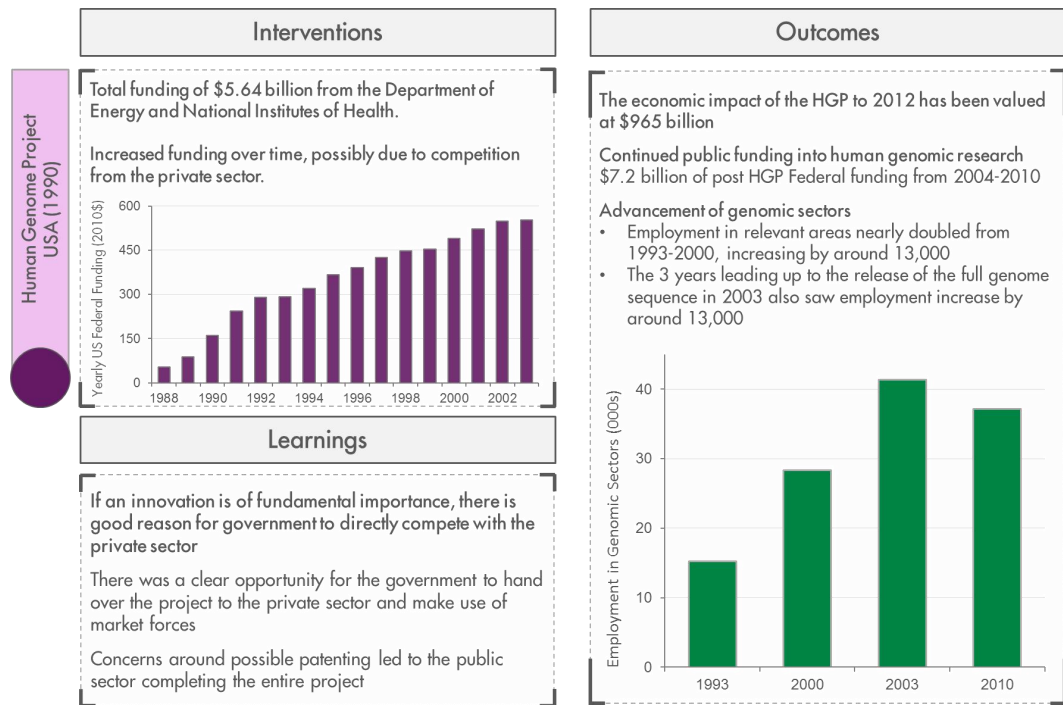 Interventions
Human Genome Project
USA (1990)
Total funding of $5.64 billion from the Department of
Energy and National Institutes of Health.
Increased funding over time, possibly due to competition
from the private sector.
Yearly US Federal Funding (2010$)
600
450
300
150
0
1988 1990 1992 1994 1996 1998 2000 2002
Learnings
If an innovation is of fundamental importance, there is
good reason for government to directly compete with the
private sector
There was a clear opportunity for the government to hand
over the project to the private sector and make use of
market forces
Concerns around possible patenting led to the public
sector completing the entire project
Outcomes
The economic impact of the HGP to 2012 has been valued
at $965 billion
Continued public funding into human genomic research
$7.2 billion of post HGP Federal funding from 2004-2010
Advancement of genomic sectors
• Employment in relevant areas nearly doubled from
1993-2000, increasing by around 13,000
• The 3 years leading up to the release of the full genome
sequence in 2003 also saw employment increase by
around 13,000
Employment in Genomic Sectors (000s)
40
30
20
10
0
1993 2000 2003 2010